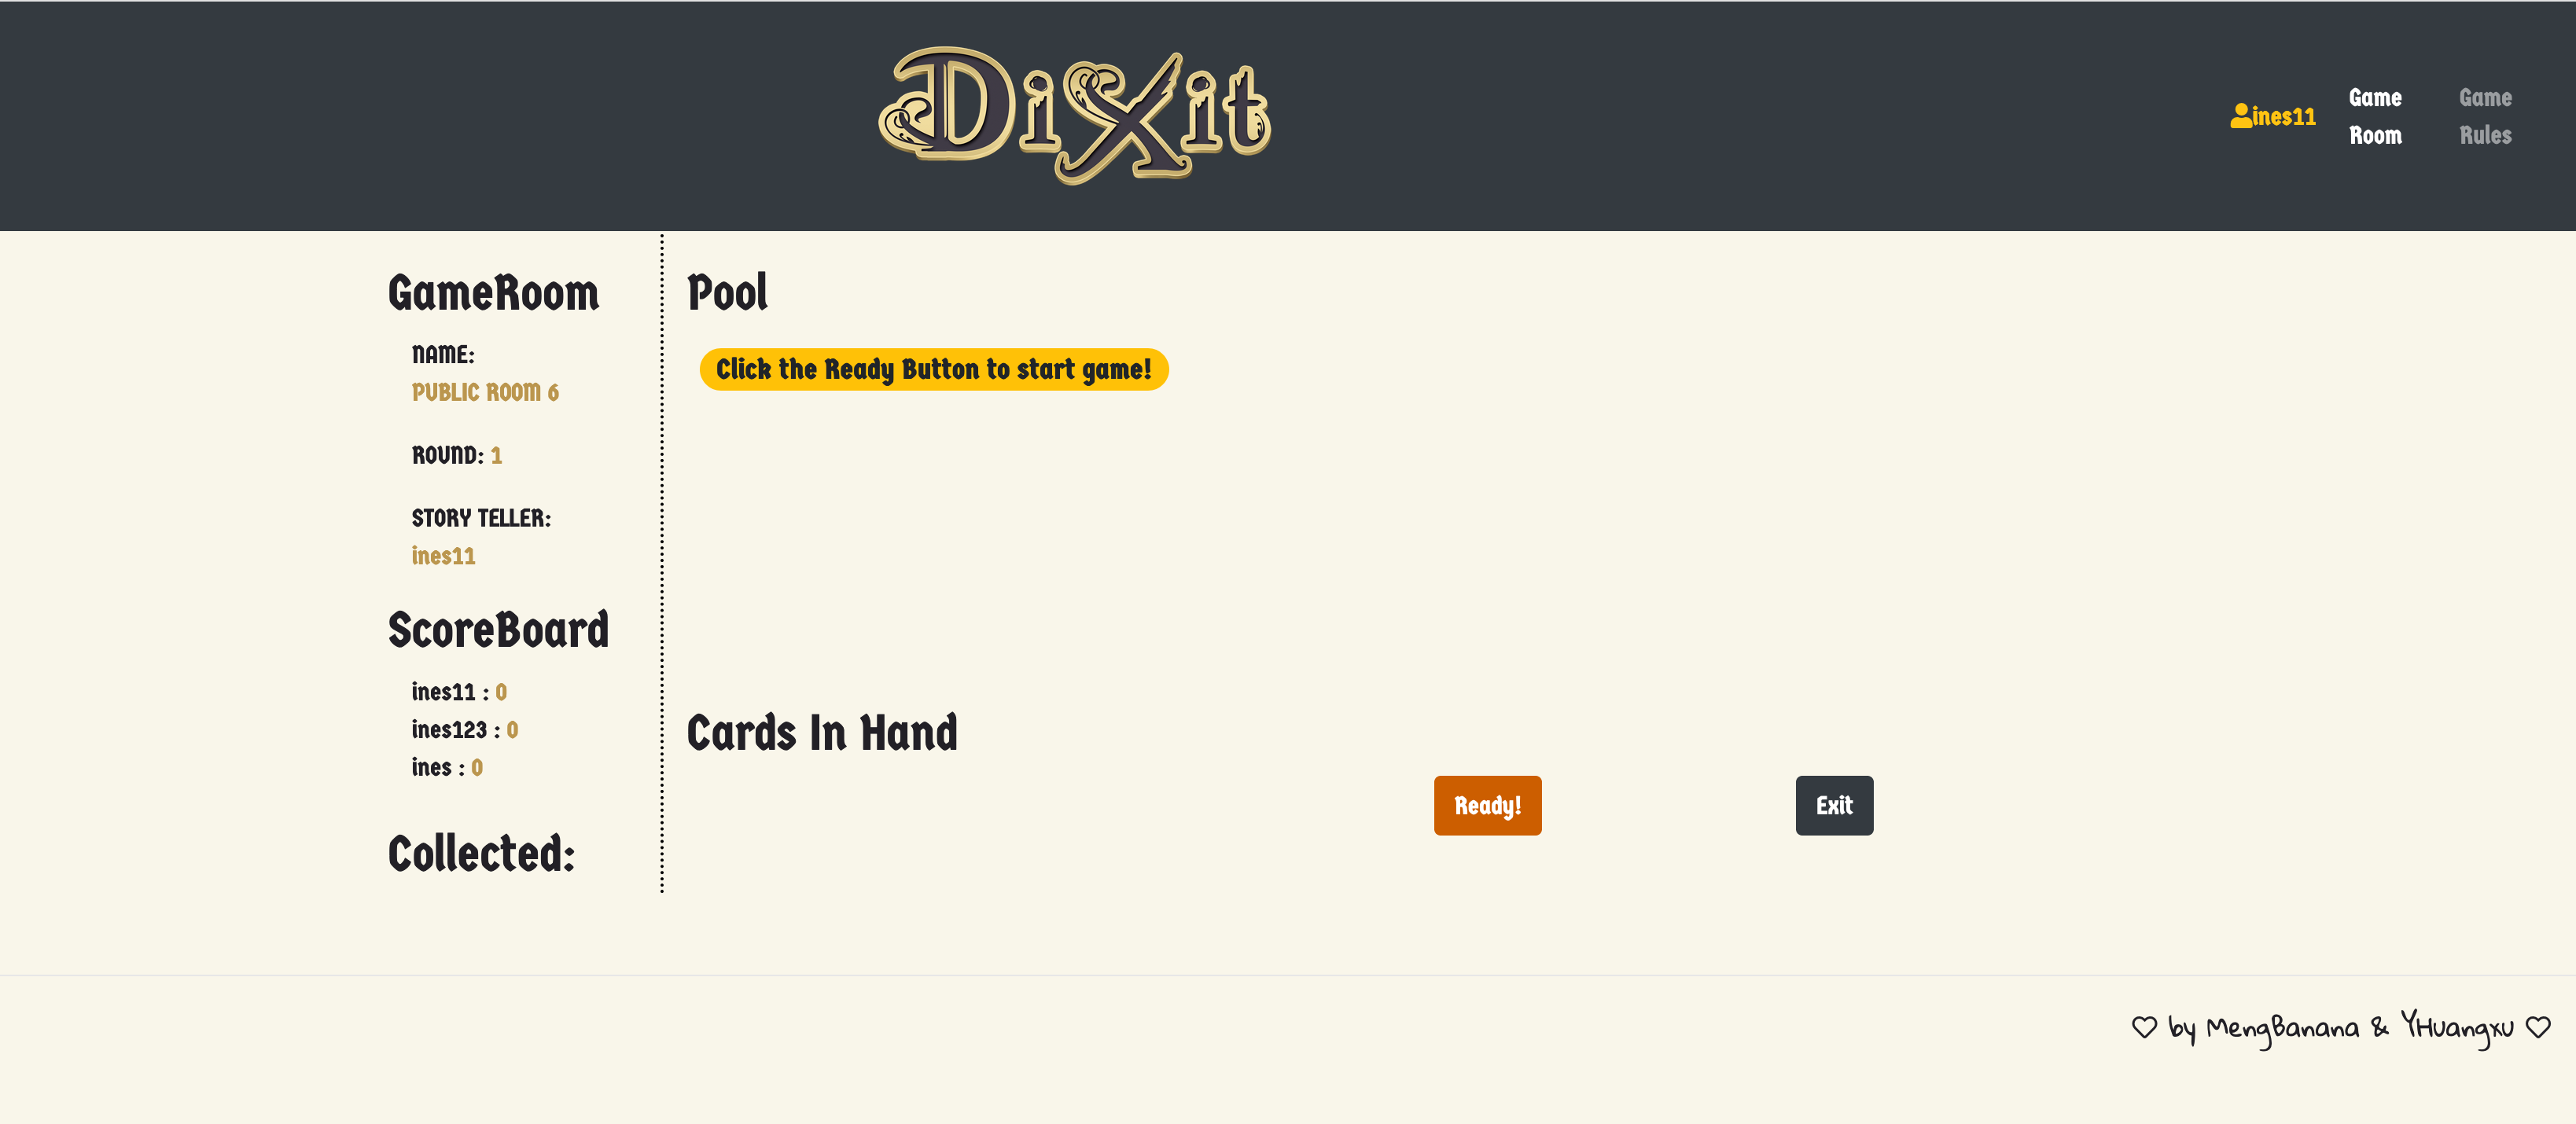 DiXit
ines11
Game
Room
Game
Rules
GameRoom
NAME:
PUBLIC ROOM 6
ROUND: 1
STORY TELLER:
ines11
ScoreBoard
ines11 : 0
ines123 : 0
ines : 0
Collected:
Pool
Click the Ready Button to start game!
Cards In Hand
Ready!
Exit
by MengBanana & YHuangxu